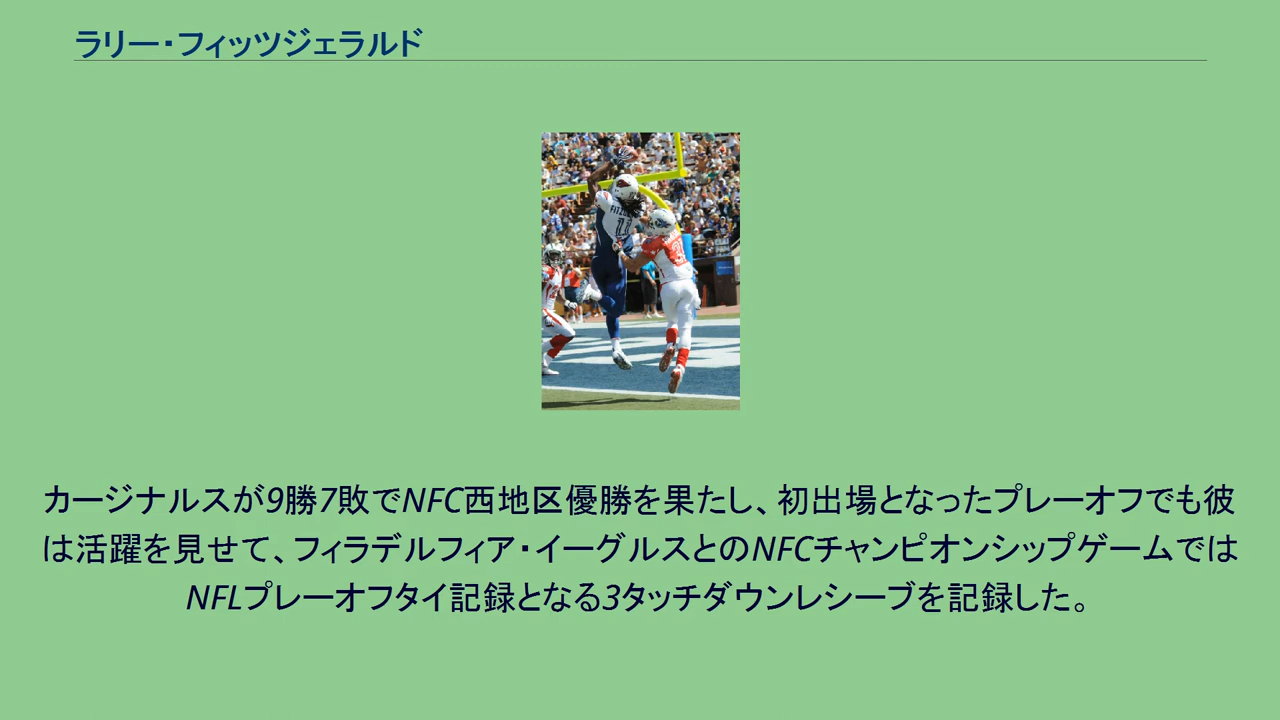 ラリー・フィッツジェラルド
11
カージナルスが9勝7敗でNFC西地区優勝を果たし、初出場となったプレーオフでも彼
は活躍を見せて、フィラデルフィア・イーグルスとのNFCチャンピオンシップゲームでは
NFLプレーオフタイ記録となる3タッチダウンレシーブを記録した。